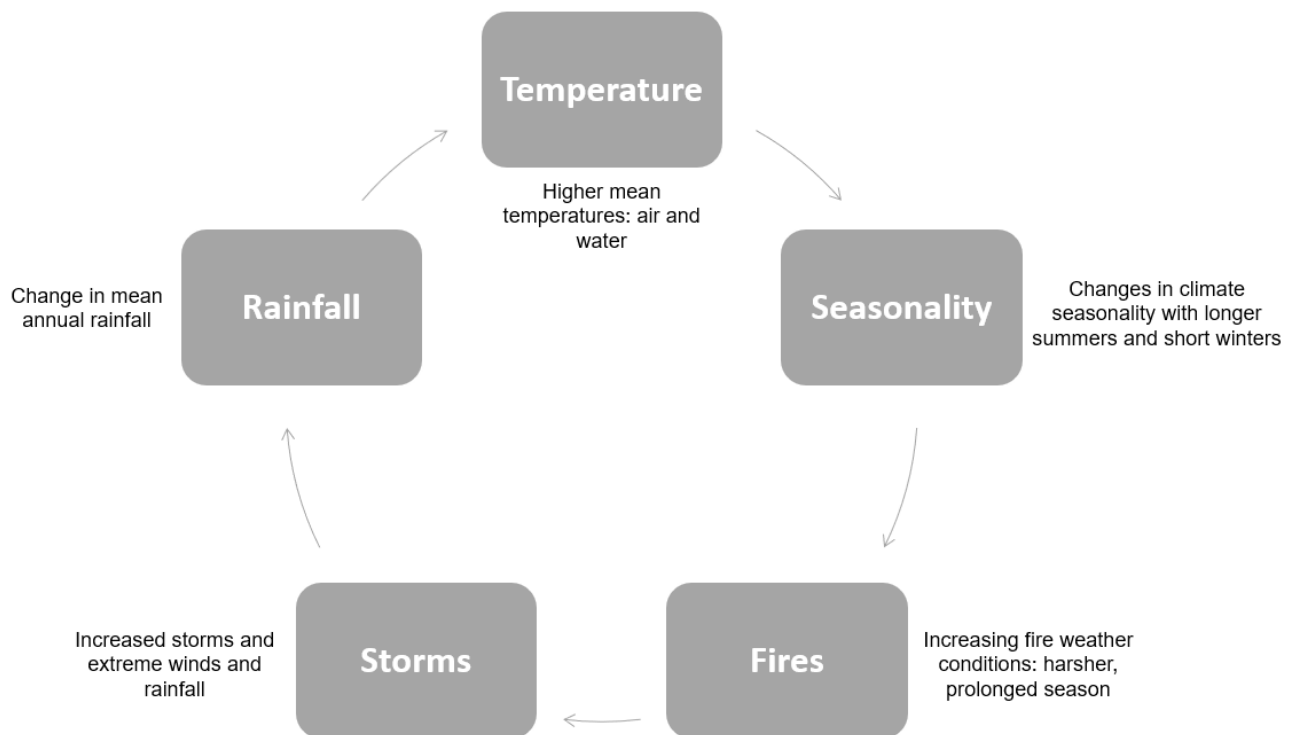 Temperature
Higher mean
temperatures: air and
water
Seasonality
Changes in climate
seasonality with longer
summers and short winters
Fires
Increasing fire weather
conditions: harsher,
prolonged season
Storms
Increased storms and
extreme winds and
rainfall
Rainfall
Change in mean
annual rainfall